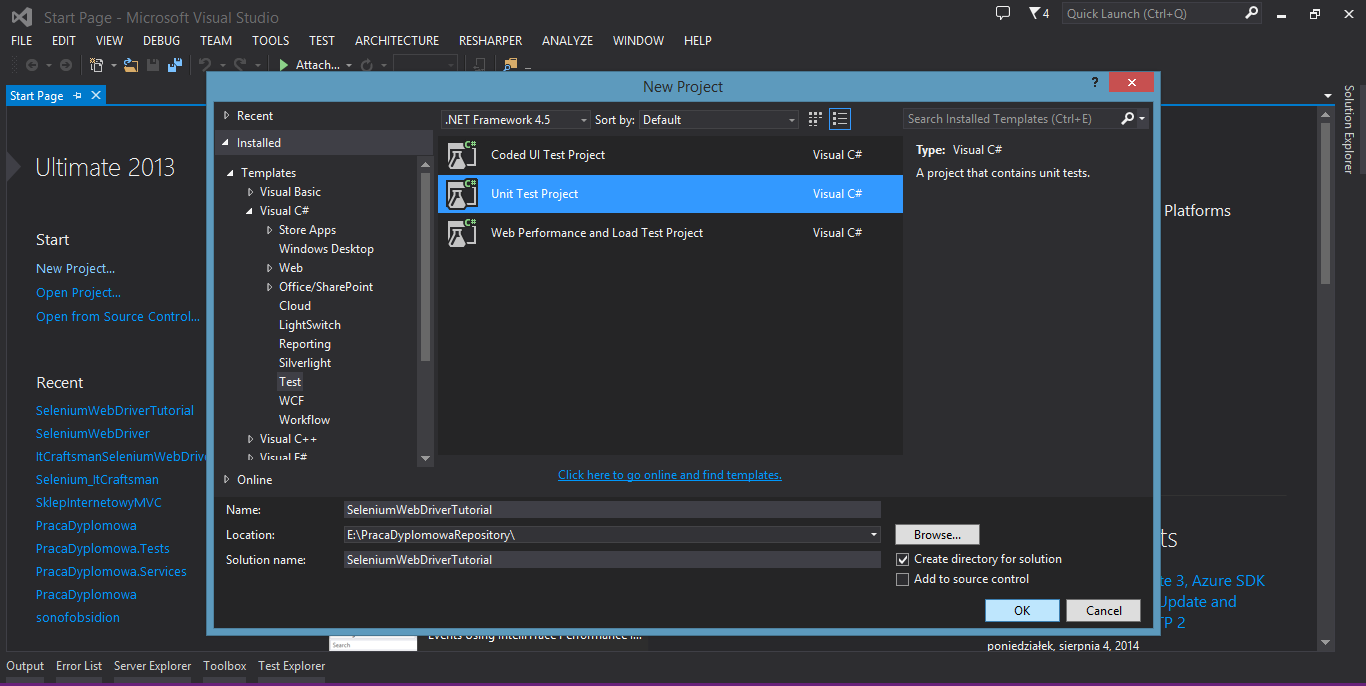 Start Page - Microsoft Visual Studio
4
Quick Launch (Ctrl+Q)
FILE EDIT VIEW DEBUG TEAM TOOLS TEST ARCHITECTURE RESHARPER ANALYZE WINDOW HELP
Attach...
Start Page
Solution Explorer
Ultimate 2013
Start
New Project...
Open Project...
Open from Source Control...
Recent
SeleniumWebDriverTutorial
SeleniumWebDriver
ItCraftsmanSeleniumWebDrive
Selenium_ItCraftsman
SklepInternetowyMVC
PracaDyplomowa
PracaDyplomowa.Tests
PracaDyplomowa.Services
PracaDyplomowa
sonofobsidion
New Project
?
Recent
Installed
Templates
Visual Basic
Visual C#
Store Apps
Windows Desktop
Web
Office/SharePoint
Cloud
LightSwitch
Reporting
Silverlight
Test
WCF
Workflow
Visual C++
Visual F#
Online
.NET Framework 4.5 Sort by: Default
C# Coded UI Test Project Visual C#
C# Unit Test Project Visual C#
C# Web Performance and Load Test Project Visual C#
Click here to go online and find templates.
Search Installed Templates (Ctrl+E)
Type: Visual C#
A project that contains unit tests.
Name: SeleniumWebDriverTutorial
Location: E:\PracaDyplomowaRepository\ Browse...
Solution name: SeleniumWebDriverTutorial
Create directory for solution
Add to source control
OK Cancel
Platforms
ts
te 3, Azure SDK
Update and
TP 2
Search
Events Using IntelliTrace Performance I...
poniedziałek, sierpnia 4, 2014
Output Error List Server Explorer Toolbox Test Explorer